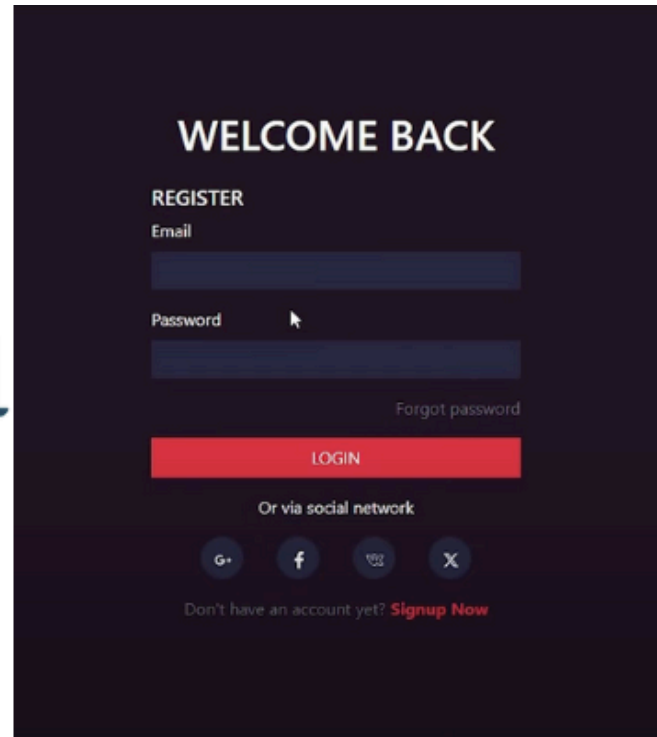 WELCOME BACK
REGISTER
Email
Password
Forgot password
LOGIN
Or via social network
G+ f X
Don't have an account yet? Signup Now